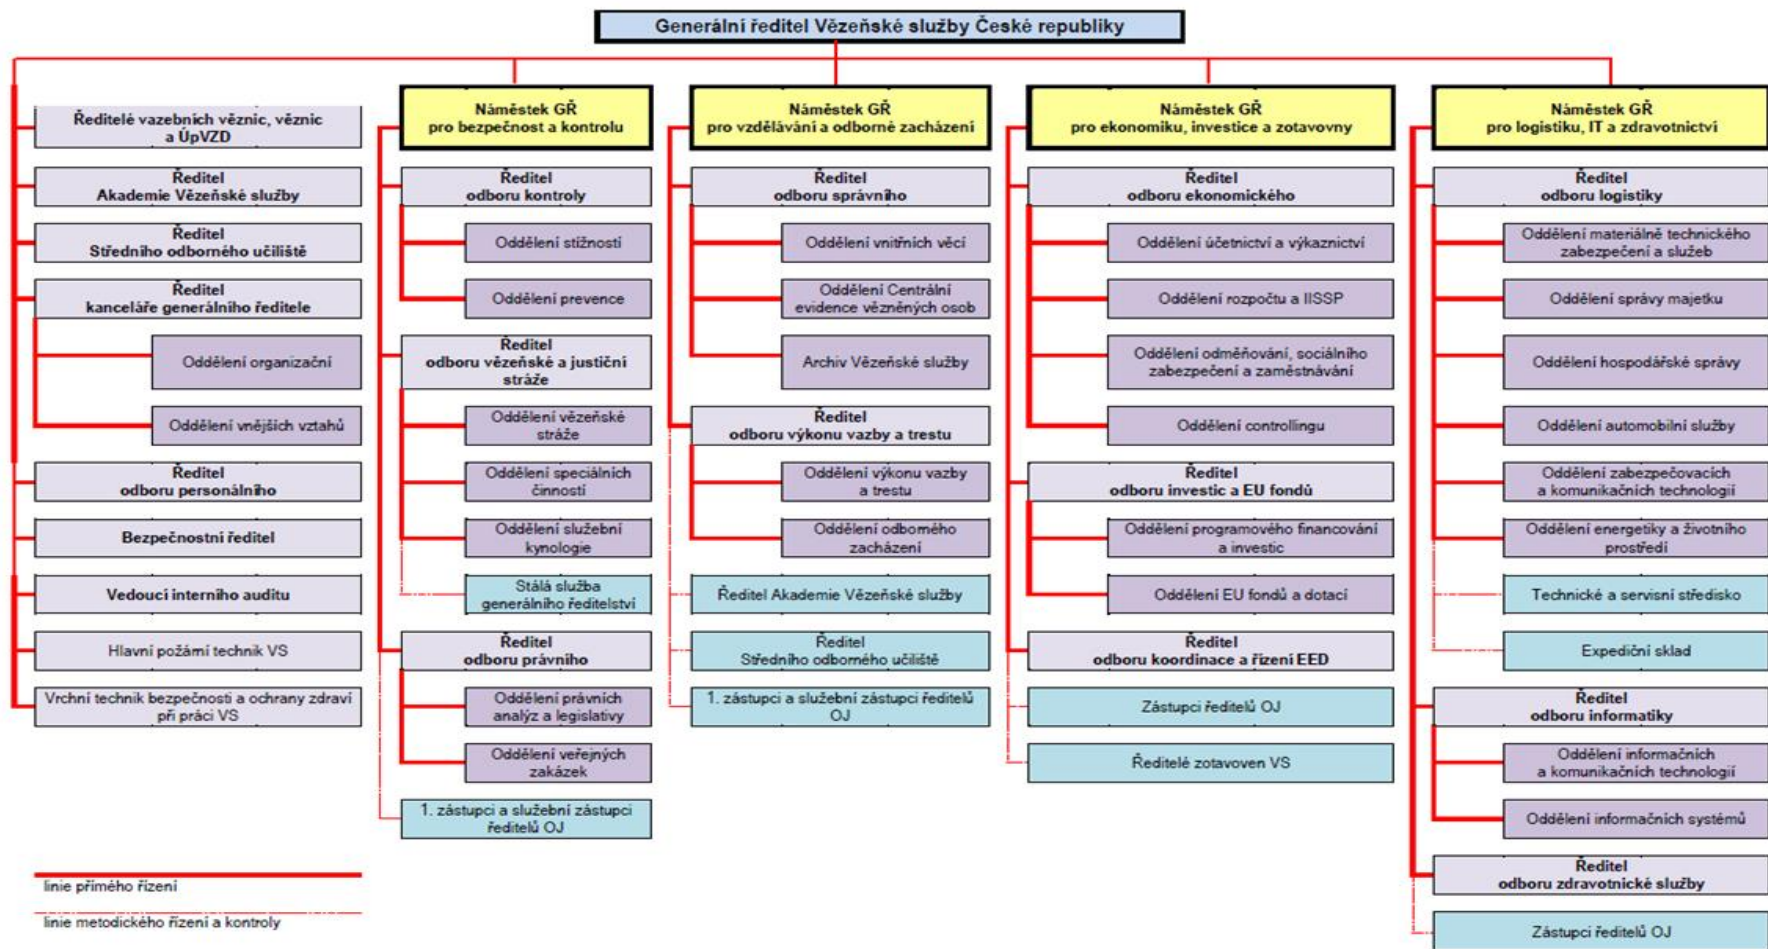 Generální ředitel Vězeňské služby České republiky
Ředitelé vazebních věznic, věznic
a ÚpVZD
Ředitel
Akademie Vězeňské služby
Ředitel
Středního odborného učiliště
Ředitel
kanceláře generálního ředitele
Oddělení organizační
Oddělení vnějších vztahů
Ředitel
odboru personálního
Bezpečnostní ředitel
Vedoucí interního auditu
Hlavní požární technik VS
Vrchní technik bezpečnosti a ochrany zdraví
při práci VS
Náměstek GŘ
pro bezpečnost a kontrolu
Ředitel
odboru kontroly
Oddělení stížností
Oddělení prevence
Ředitel
odboru vězeňské a justiční
stráže
Oddělení vězeňské
stráže
Oddělení speciálních
činností
Oddělení služební
kynologie
Stálá služba
generálního ředitelství
Ředitel
odboru právního
Oddělení právních
analýz a legislativy
Oddělení veřejných
zakázek
1. zástupci a služební zástupci
ředitelů OJ
Náměstek GŘ
pro vzdělávání a odborné zacházení
Ředitel
odboru správního
Oddělení vnitřních věcí
Oddělení Centrální
evidence vězněných osob
Archiv Vězeňské služby
Ředitel
odboru výkonu vazby a trestu
Oddělení výkonu vazby
a trestu
Oddělení odborného
zacházení
Ředitel Akademie Vězeňské služby
Ředitel
Středního odborného učiliště
1. zástupci a služební zástupci ředitelů
OJ
Náměstek GŘ
pro ekonomiku, investice a zotavovny
Ředitel
odboru ekonomického
Oddělení účetnictví a výkaznictví
Oddělení rozpočtu a IISSP
Oddělení odměňování, sociálního
zabezpečení a zaměstnávání
Oddělení controllingu
Ředitel
odboru investic a EU fondů
Oddělení programového financování
a investic
Oddělení EU fondů a dotací
Ředitel
odboru koordinace a řízení EED
Zástupci ředitelů OJ
Ředitelé zotavoven VS
Náměstek GŘ
pro logistiku, IT a zdravotnictví
Ředitel
odboru logistiky
Oddělení materiálně technického
zabezpečení a služeb
Oddělení správy majetku
Oddělení hospodářské správy
Oddělení automobilní služby
Oddělení zabezpečovacích
a komunikačních technologií
Oddělení energetiky a životního
prostředí
Technické a servisní středisko
Expediční sklad
Ředitel
odboru informatiky
Oddělení informačních
a komunikačních technologií
Oddělení informačních systémů
Ředitel
odboru zdravotnické služby
Zástupci ředitelů OJ
linie přímého řízení
linie metodického řízení a kontroly